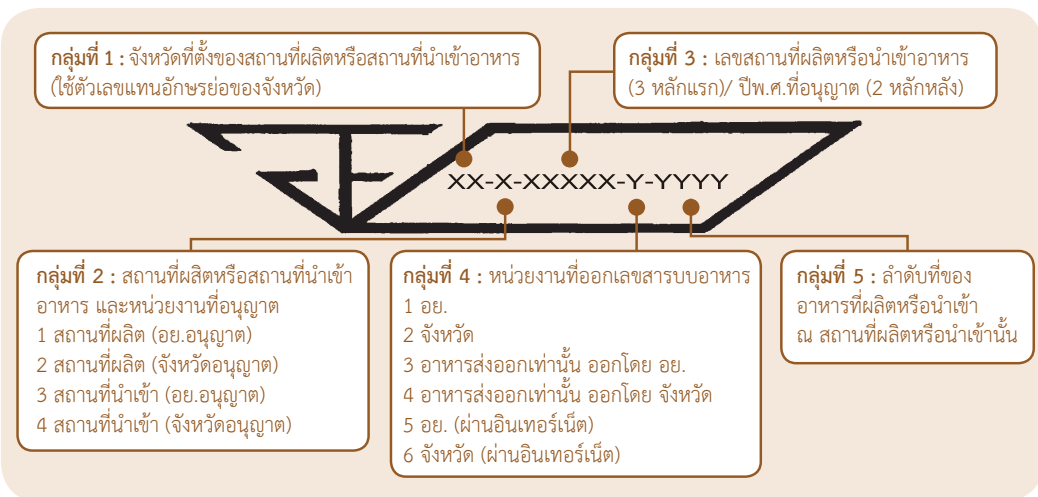 กลุ่มที่ 1 : จังหวัดที่ตั้งของสถานที่ผลิตหรือสถานที่นำเข้าอาหาร
(ใช้ตัวเลขแทนอักษรย่อของจังหวัด)
กลุ่มที่ 3 : เลขสถานที่ผลิตหรือนำเข้าอาหาร
(3 หลักแรก)/ ปีพ.ศ.ที่อนุญาต (2 หลักหลัง)
XX-X-XXXXX-Y-YYYY
กลุ่มที่ 2 : สถานที่ผสิตหรือสถานที่นำเข้า
อาหาร และหน่วยงานที่อนุญาต
1 สถานที่ผลิต (อย.อนุญาต)
2 สถานที่ผลิต (จังหวัดอนุญาต)
3 สถานที่นำเข้า (อย.อนุญาต)
4 สถานที่นำเข้า (จังหวัดอนุญาต)
กลุ่มที่ 4 : หน่วยงานที่ออกเลขสารบบอาหาร
1 อย.
2 จังหวัด
3 อาหารส่งออกเท่านั้น ออกโดย อย.
4 อาหารส่งออกเท่านั้น ออกโดย จังหวัด
5 อย. (ผ่านอินเทอร์เน็ต)
6 จังหวัด (ผ่านอินเทอร์เน็ต)
กลุ่มที่ 5 : ลำดับที่ของ
อาหารที่ผลิตหรือนำเข้า
ณ สถานที่ผลิตหรือนำเข้านั้น